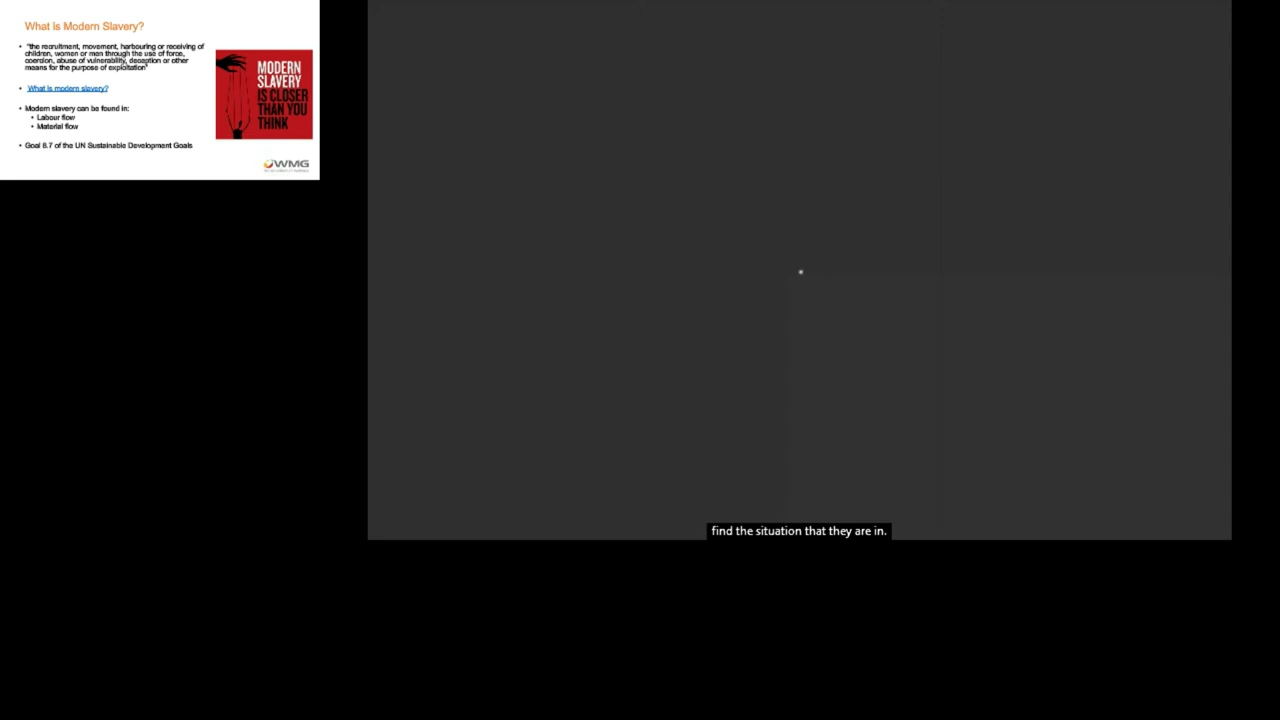 What is Modern Slavery?
• "the recruitment, movement, harbouring or receiving of
children, women or men through the use of force,
coercion, abuse of vulnerability, deception or other
means for the purpose of exploitation"
• What is modern slavery?
• Modern slavery can be found in:
• Labour flow
• Material flow
• Goal 8.7 of the UN Sustainable Development Goals
MODERN
SLAVERY
IS CLOSER
THAN YOU
THINK
WMG
find the situation that they are in.